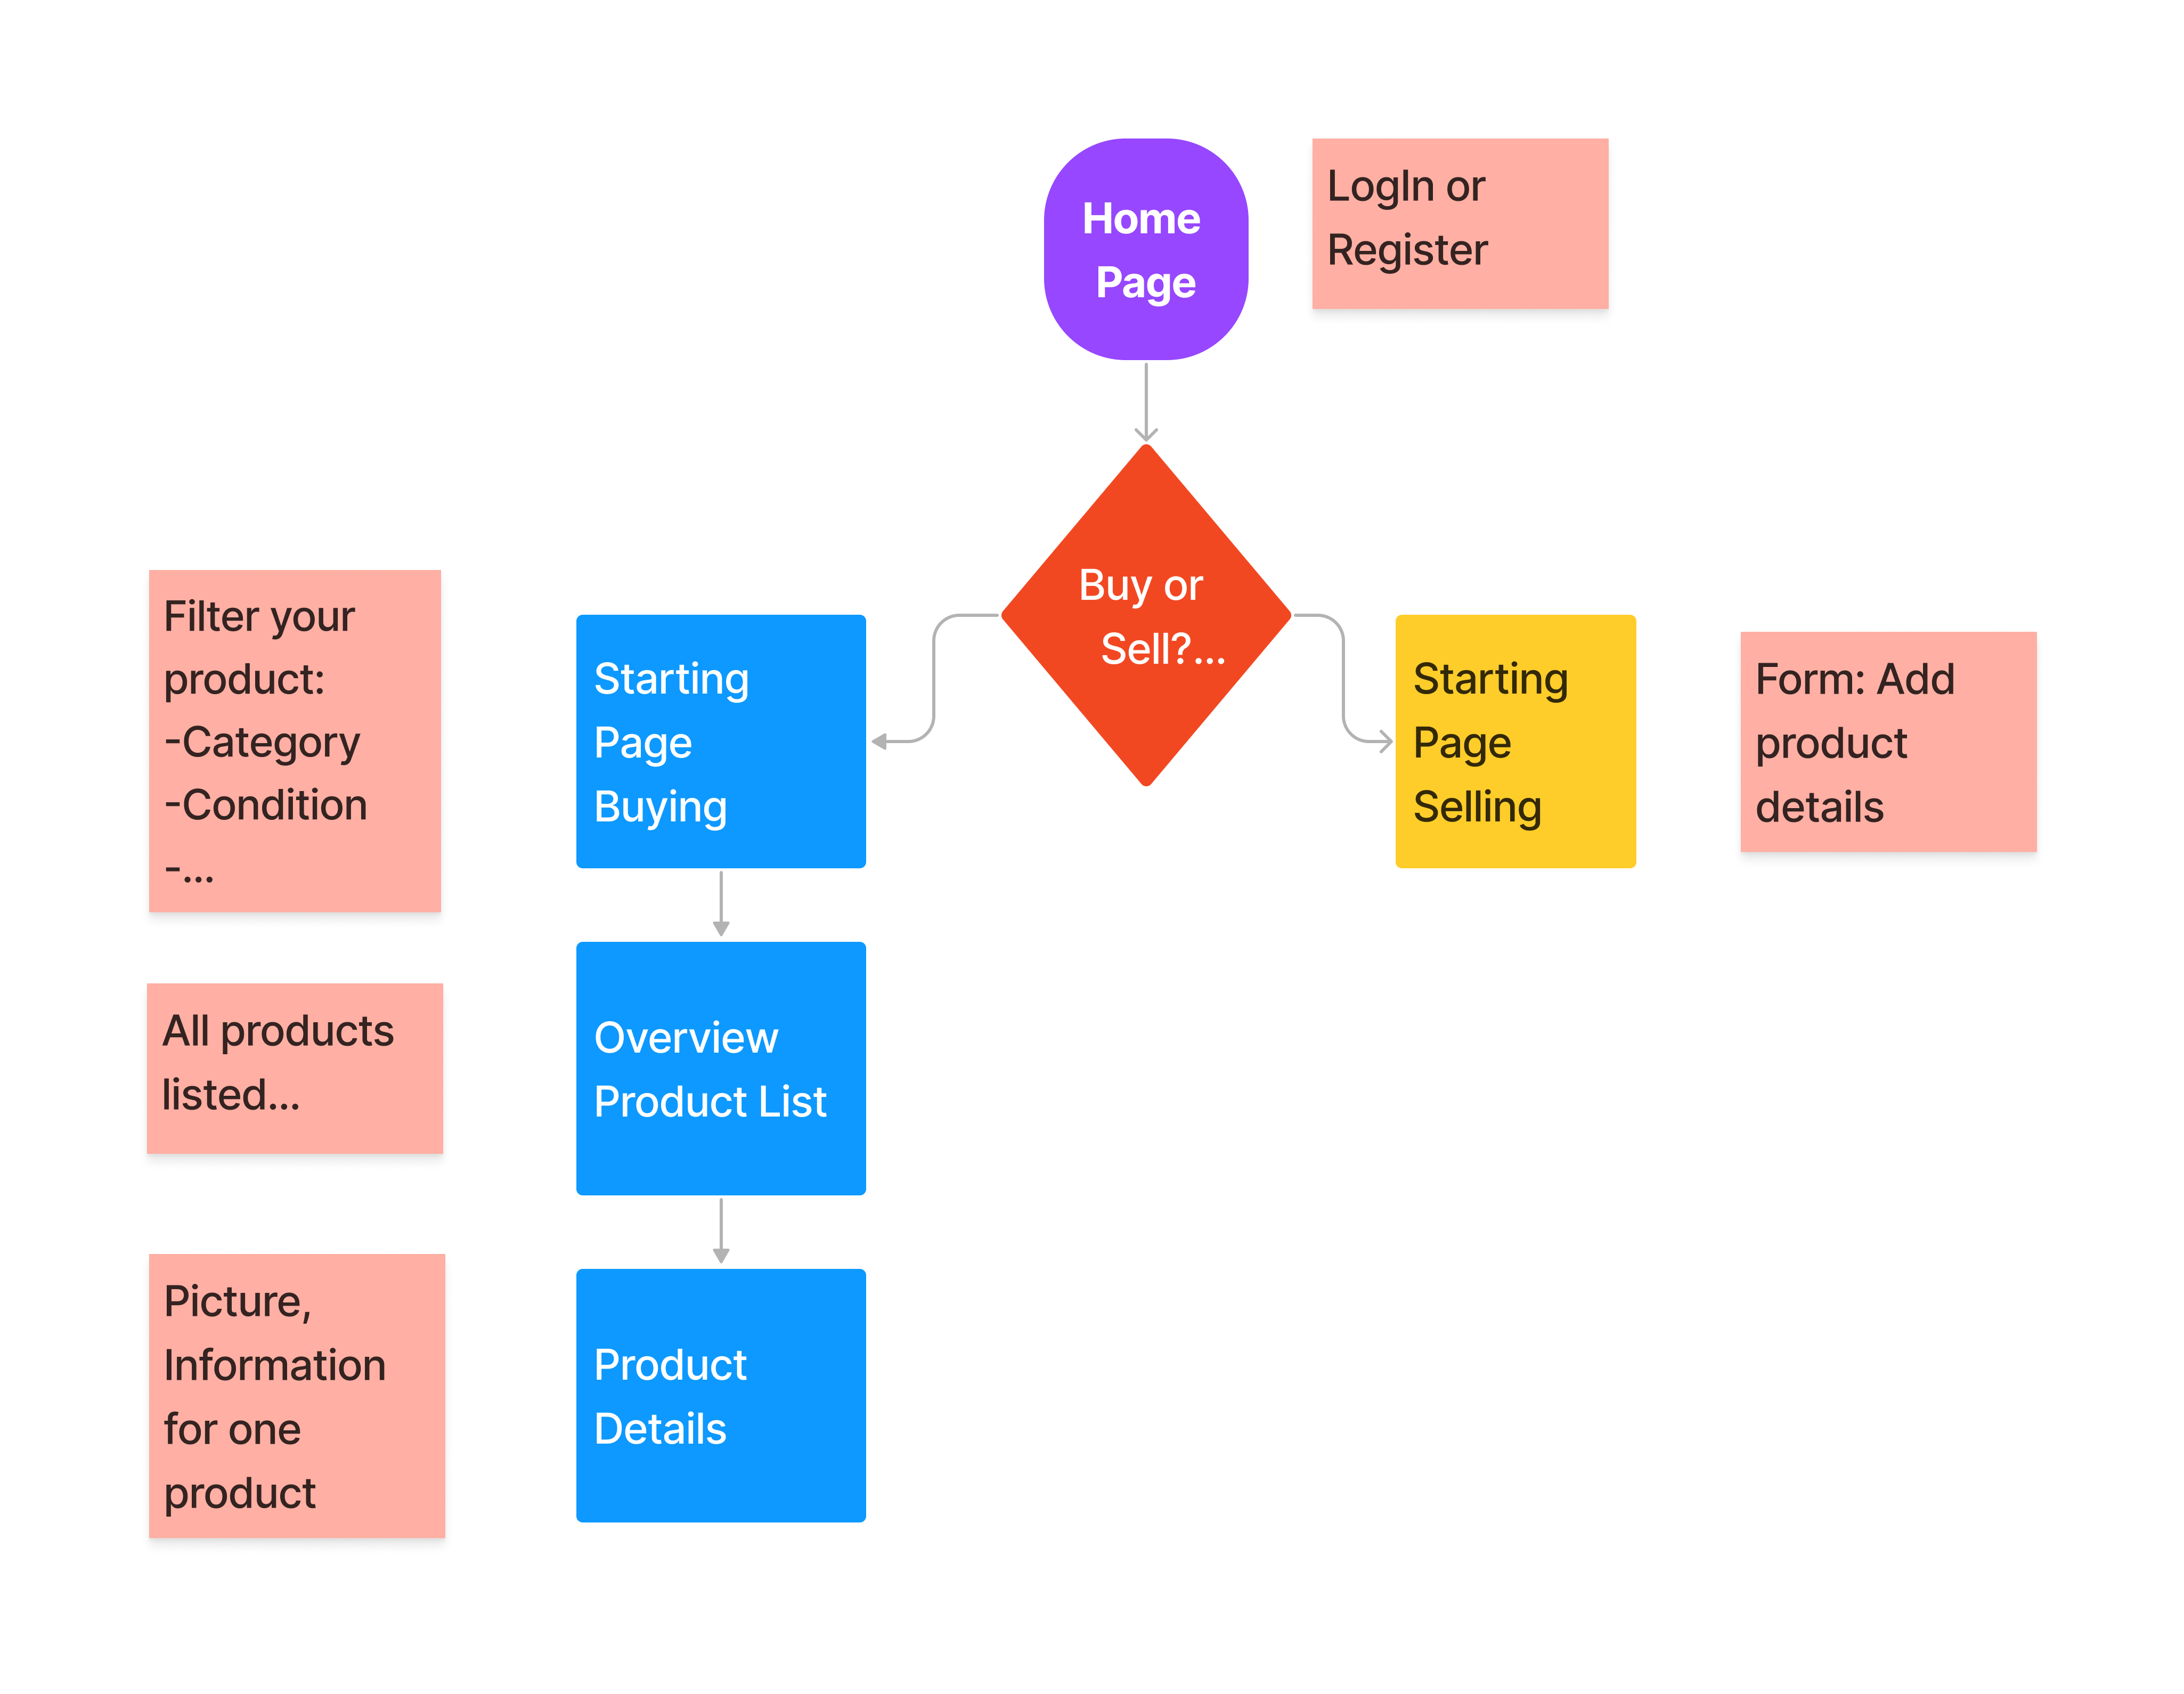 Home
Page
LogIn or
Register
Buy or
Sell?...
Filter your
product:
-Category
-Condition
-...
Starting
Page
Buying
Starting
Page
Selling
Form: Add
product
details
All products
listed...
Overview
Product List
Picture,
Information
for one
product
Product
Details